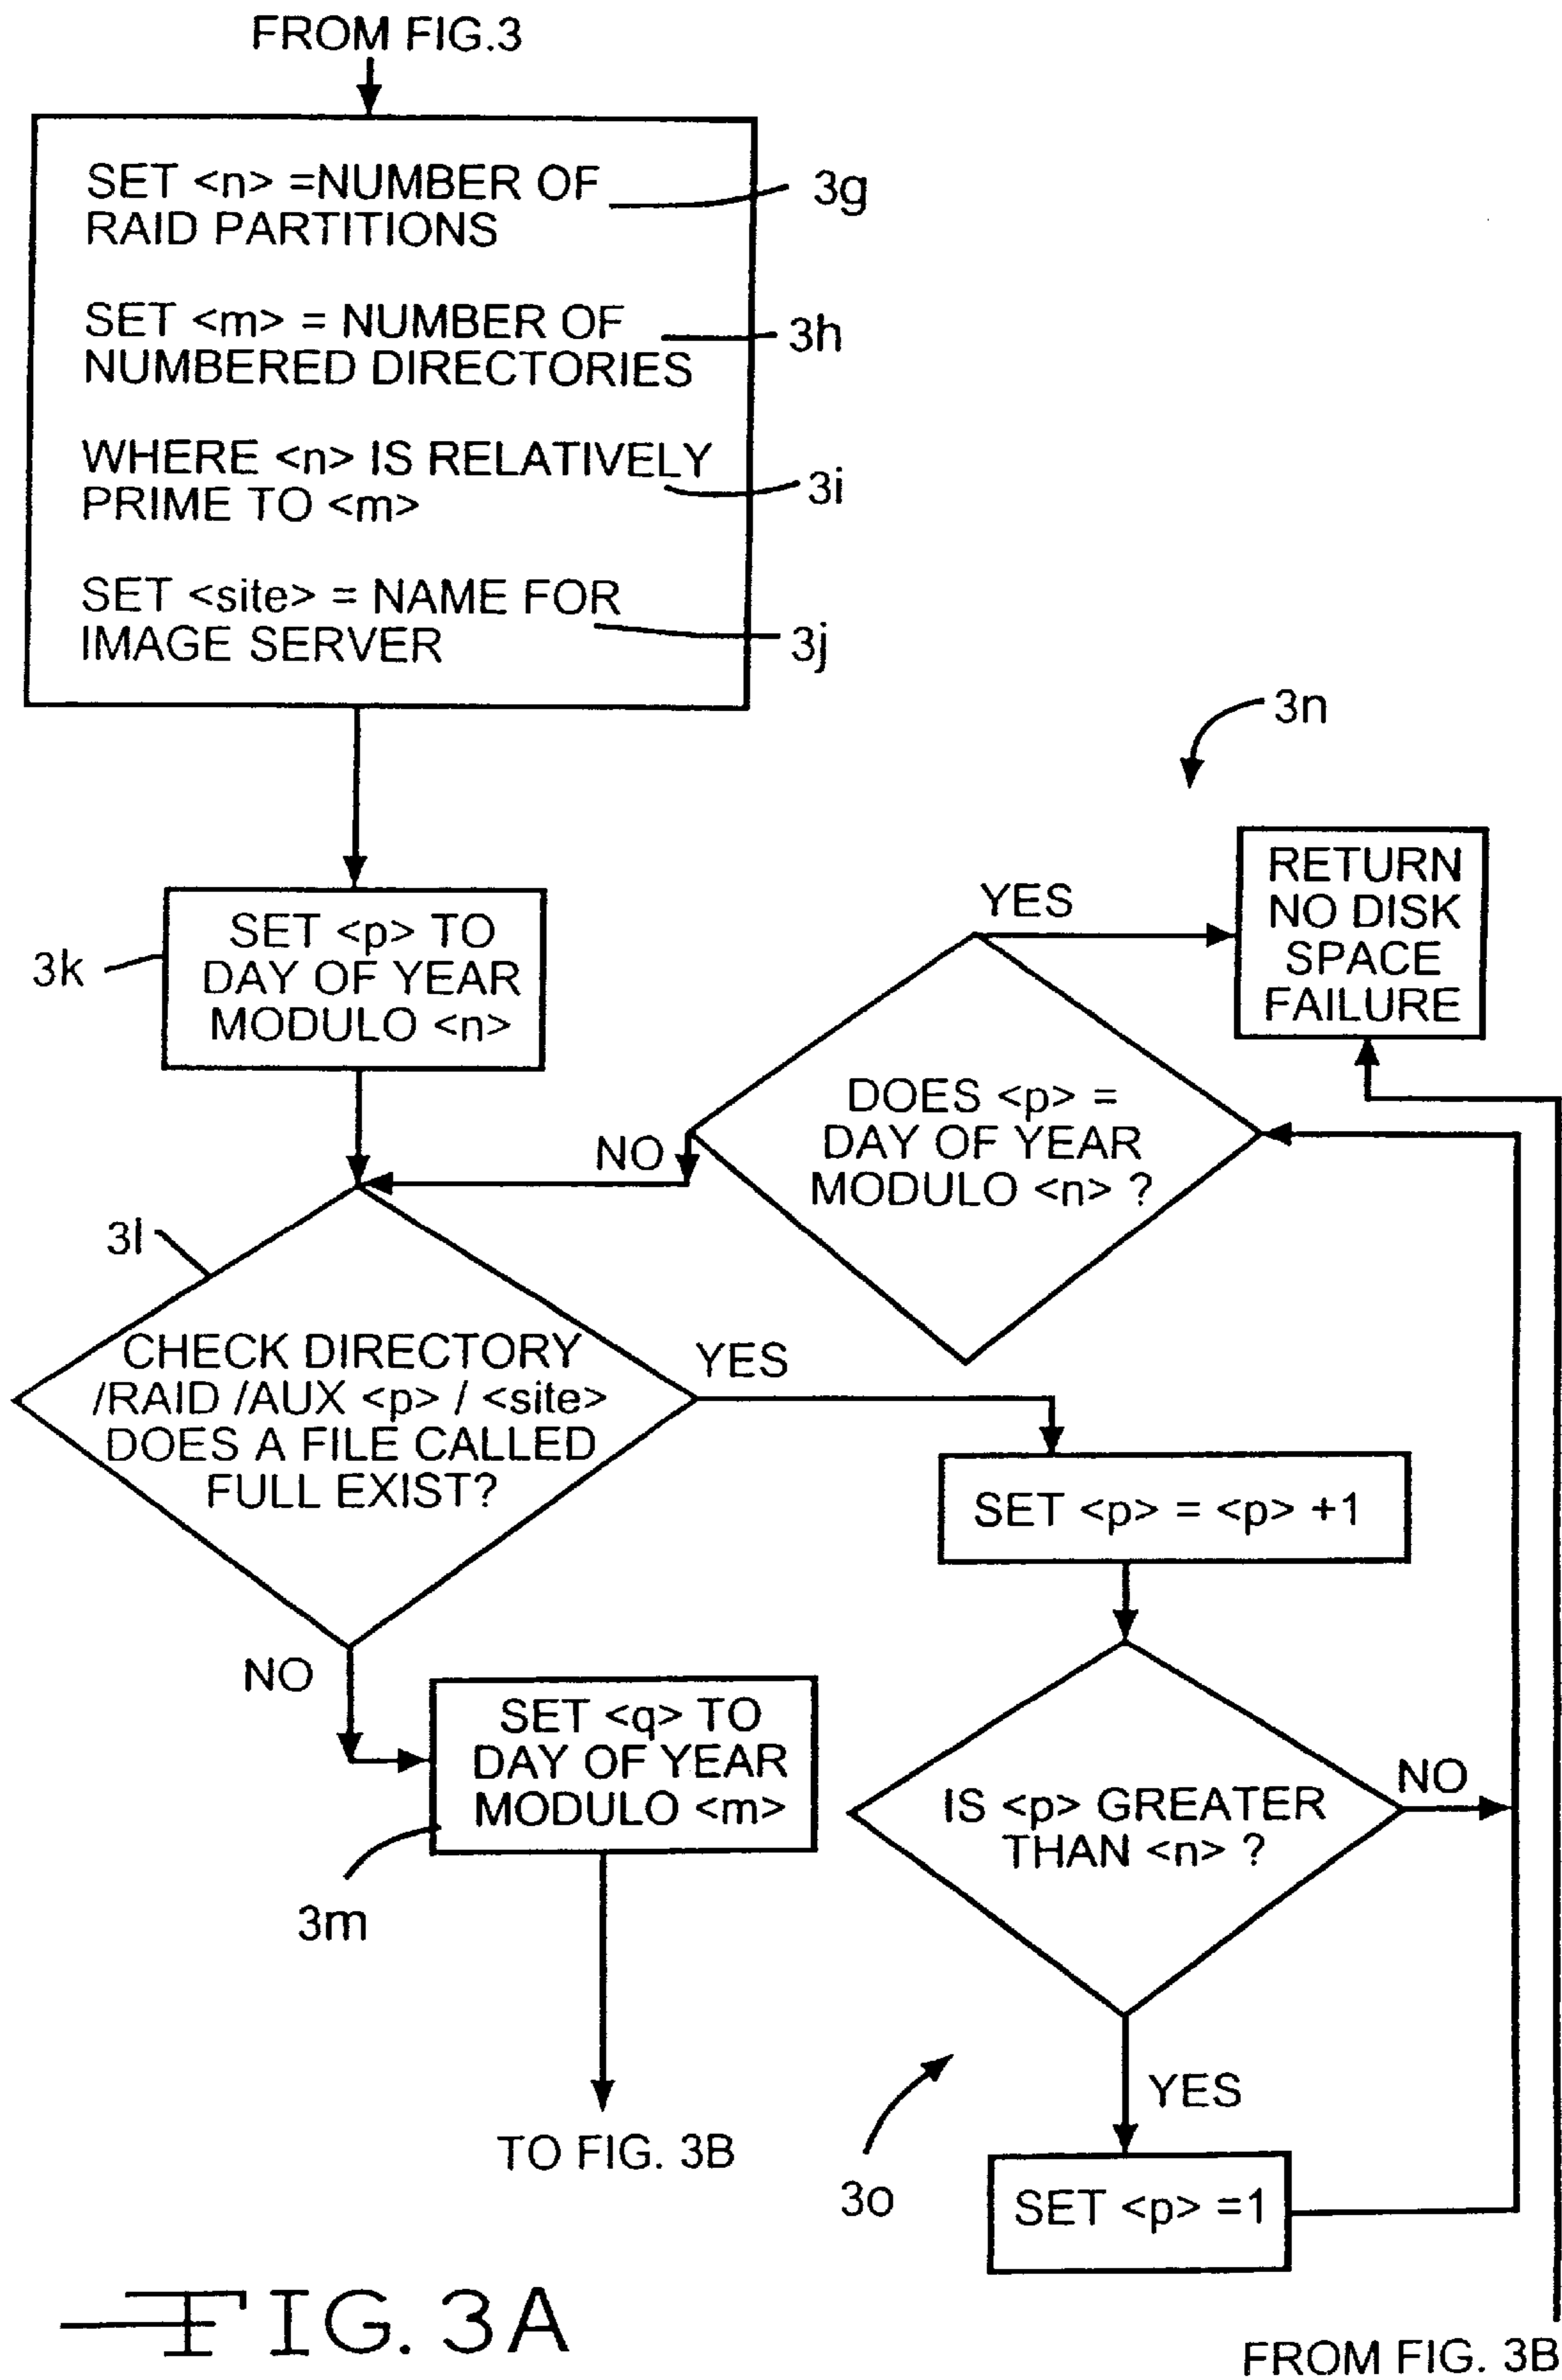 FROM FIG.3
SET <n> =NUMBER OF
RAID PARTITIONS
3g
SET <m> = NUMBER OF
NUMBERED DIRECTORIES
3h
WHERE <n> IS RELATIVELY
PRIME TO <m>
3i
SET <site> = NAME FOR
IMAGE SERVER
3j
3n
SET <p> TO
DAY OF YEAR
MODULO <n>
3k
YES
RETURN
NO DISK
SPACE
FAILURE
DOES <p> =
DAY OF YEAR
MODULO <n> ?
NO
3l
CHECK DIRECTORY
/RAID /AUX <p> / <site>
DOES A FILE CALLED
FULL EXIST?
YES
SET <p> = <p> +1
NO
SET <q> TO
DAY OF YEAR
MODULO <m>
3m
IS <p> GREATER
THAN <n> ?
NO
YES
TO FIG. 3B
3o
SET <p> =1
FIG. 3A
FROM FIG. 3B